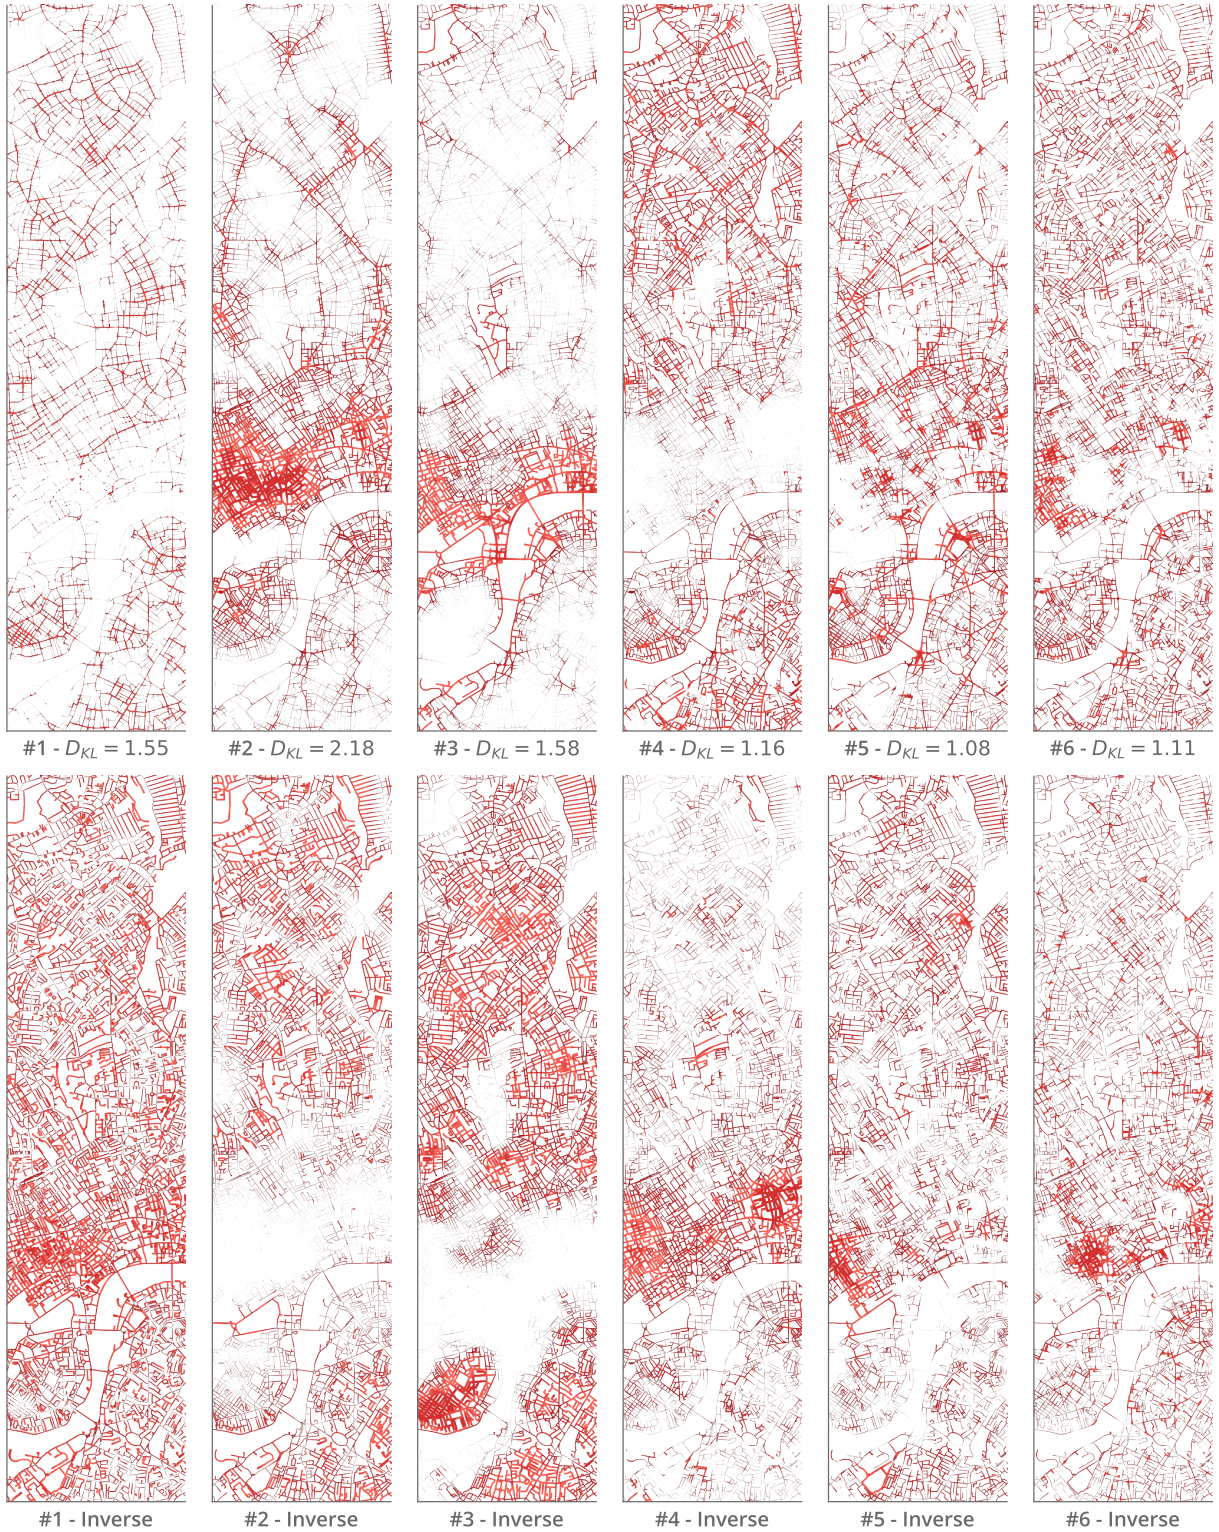 #1 - D_KL = 1.55
#2 - D_KL = 2.18
#3 - D_KL = 1.58
#4 - D_KL = 1.16
#5 - D_KL = 1.08
#6 - D_KL = 1.11
#1 - Inverse
#2 - Inverse
#3 - Inverse
#4 - Inverse
#5 - Inverse
#6 - Inverse